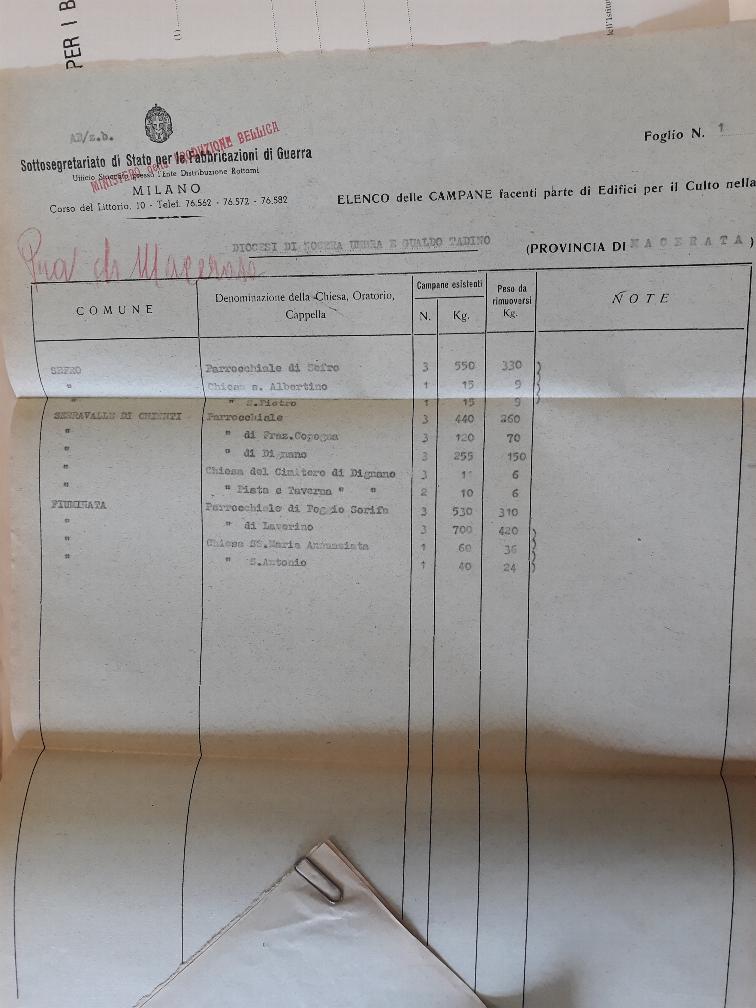 PER I B
(1)
dell'Istitu
AB/z.b.
Foglio N. 1
Sottosegretariato di Stato per le Fabbricazioni di Guerra
MINISTERO della PRODUZIONE BELLICA
Ufficio Stralcio presso l'Ente Distribuzione Rottami
MILANO
Corso del Littorio, 10 - Telef. 76.562 - 76.572 - 76.582
ELENCO delle CAMPANE facenti parte di Edifici per il Culto nella
DIOCESI DI NOCERA UMBRA E GUALDO TADINO
(PROVINCIA DI MACERATA)
di Macerata
COMUNE Denominazione della Chiesa, Oratorio, Cappella Campane esistenti N. Kg. Peso da rimuoversi Kg. NOTE
SEFRO Parrocchiale di Sefro 3 550 330
" Chiesa s. Albertino 1 15 9
" " S.Pietro 1 15 9
SERRAVALLE DI CHIENTI Parrocchiale 3 440 260
" " di Fraz.Copogna 3 120 70
" " di Dignano 3 255 150
" Chiesa del Cimitero di Dignano 3 6
" " Pista e Taverna " " 2 10 6
FIUMINATA Parrocchiale di Poggio Sorifa 3 530 310
" " di Laverino 3 700 420
" Chiesa SS.Maria Annunziata 1 60 36
" " S.Antonio 1 40 24